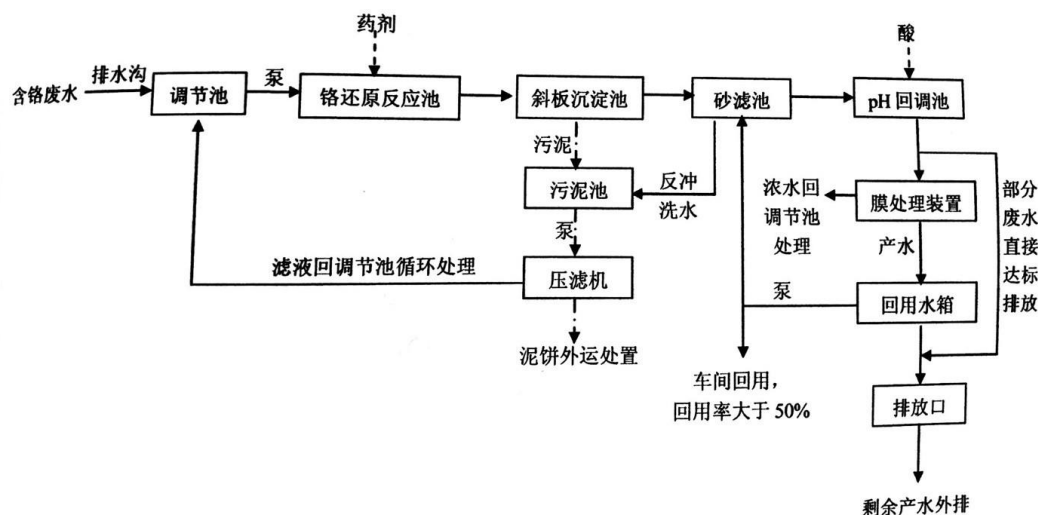 药剂
酸
含铬废水
排水沟
调节池
泵
铬还原反应池
斜板沉淀池
砂滤池
pH 回调池
污泥
污泥池
反冲
洗水
浓水回
调节池
处理
膜处理装置
部分
废水
直接
达标
排放
泵
产水
滤液回调节池循环处理
压滤机
泵
回用水箱
泥饼外运处置
车间回用，
回用率大于 50%
排放口
剩余产水外排